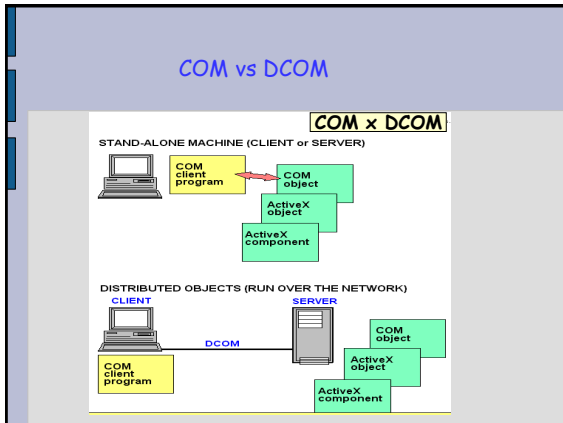 COM vs DCOM
COM x DCOM
STAND-ALONE MACHINE (CLIENT or SERVER)
COM
client
program
COM
object
ActiveX
object
ActiveX
component
DISTRIBUTED OBJECTS (RUN OVER THE NETWORK)
CLIENT
SERVER
DCOM
COM
client
program
COM
object
ActiveX
object
ActiveX
component